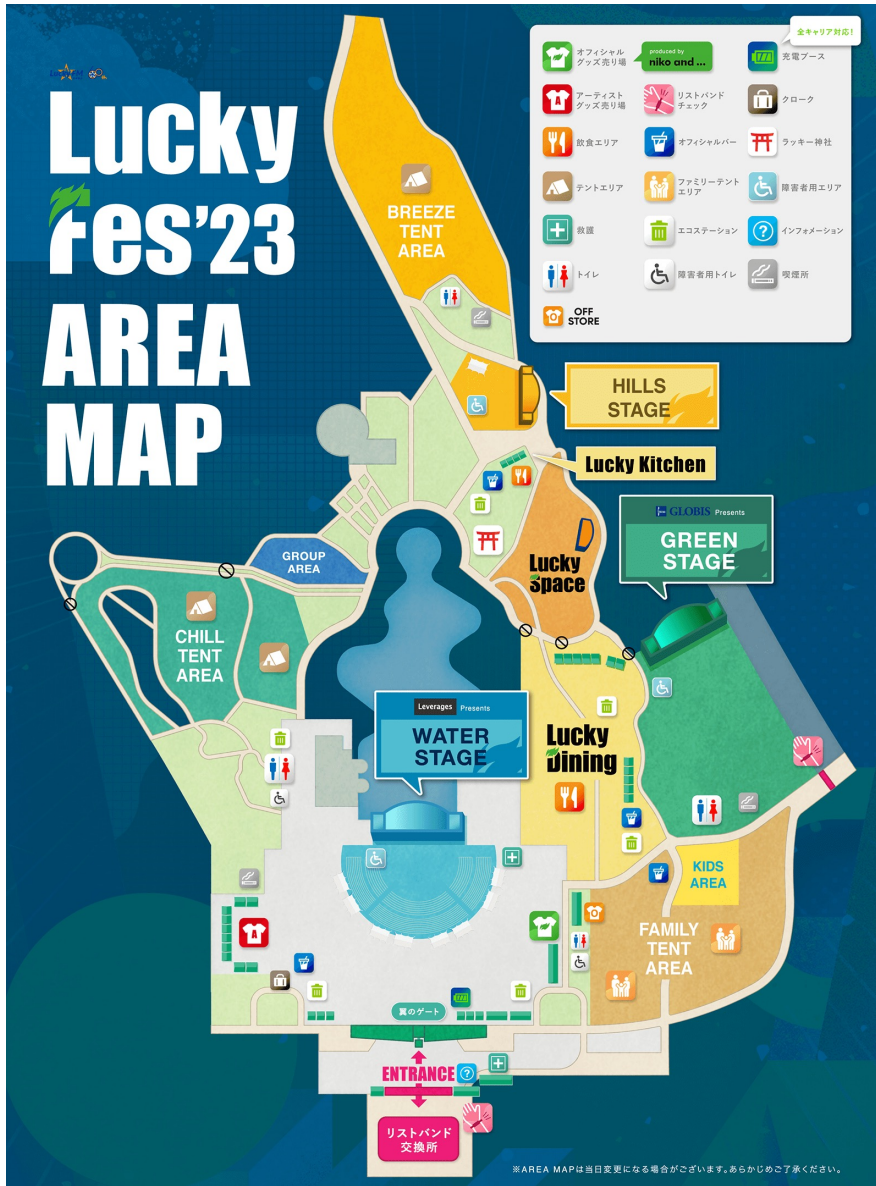 Lucky
Fes'23
AREA
MAP
全キャリア対応!
オフィシャル
グッズ売り場
produced by
niko and ...
充電ブース
アーティスト
グッズ売り場
リストバンド
チェック
クローク
飲食エリア
オフィシャルバー
ラッキー神社
テントエリア
ファミリーテント
エリア
障害者用エリア
救護
エコステーション
インフォメーション
トイレ
障害者用トイレ
喫煙所
OFF
STORE
BREEZE
TENT
AREA
HILLS
STAGE
Lucky Kitchen
GLOBIS Presents
GREEN
STAGE
GROUP
AREA
Lucky
Space
CHILL
TENT
AREA
Leverages Presents
WATER
STAGE
Lucky
Dining
KIDS
AREA
FAMILY
TENT
AREA
翼のゲート
ENTRANCE
リストバンド
交換所
※AREA MAPは当日変更になる場合がございます。あらかじめご了承ください。